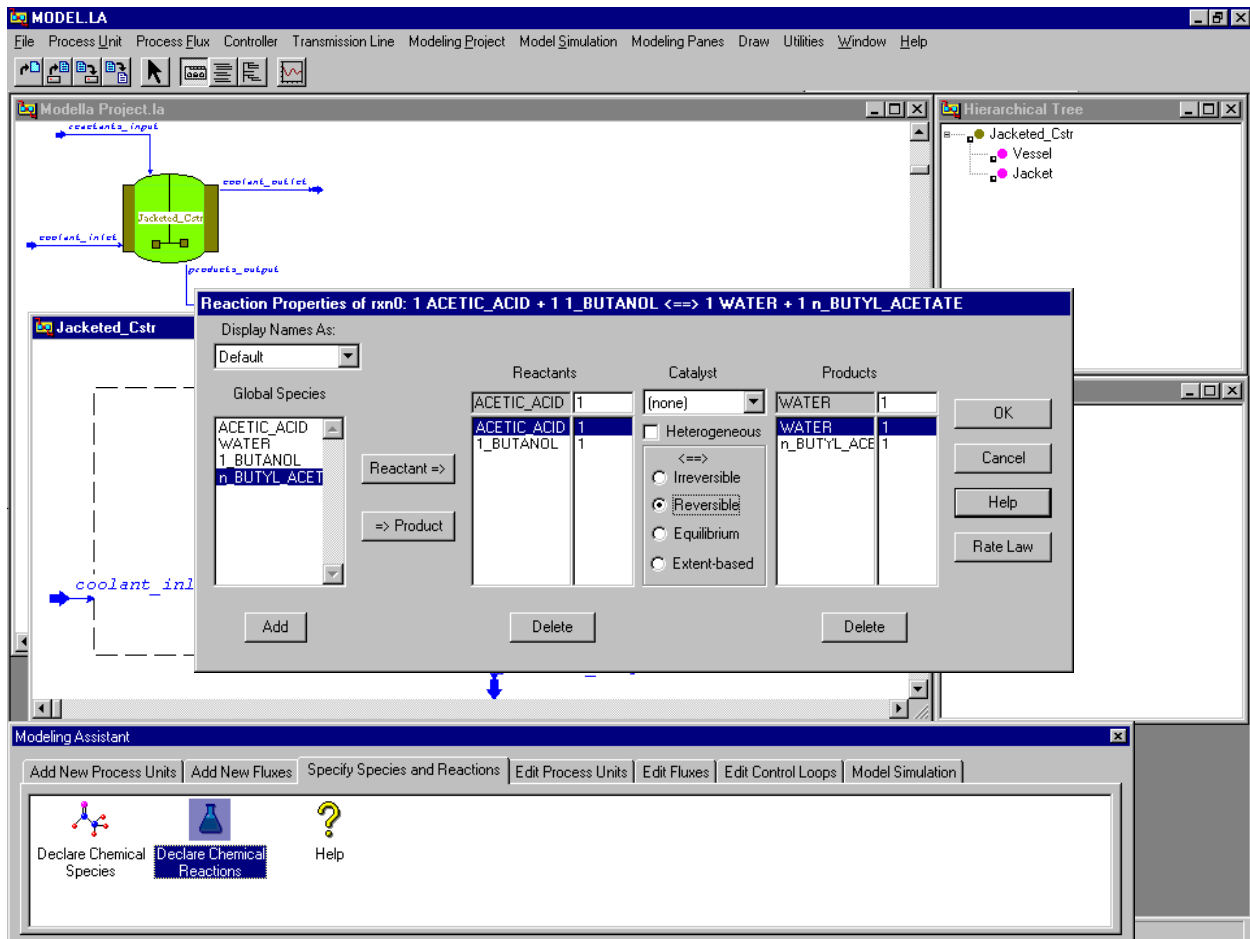 MODEL.LA
File Process Unit Process Flux Controller Transmission Line Modeling Project Model Simulation Modeling Panes Draw Utilities Window Help
Modella Project.la
Hierarchical Tree
reactants_input
Jacketed_Cstr
Vessel
Jacket
coolant_outlet
Jacketed_Cstr
coolant_inlet
products_output
Reaction Properties of rxn0: 1 ACETIC_ACID + 1 1_BUTANOL <==> 1 WATER + 1 n_BUTYL_ACETATE
Jacketed_Cstr
Display Names As:
Default
Global Species
Reactants
Catalyst
Products
ACETIC_ACID 1
(none)
WATER 1
OK
ACETIC_ACID
WATER
1_BUTANOL
n_BUTYL_ACET
ACETIC_ACID 1
1_BUTANOL 1
Heterogeneous
WATER 1
n_BUTYL_ACE 1
Reactant =>
=> Product
<==>
Irreversible
Reversible
Equilibrium
Extent-based
Cancel
Help
Rate Law
coolant_inl
Add
Delete
Delete
Modeling Assistant
Add New Process Units Add New Fluxes Specify Species and Reactions Edit Process Units Edit Fluxes Edit Control Loops Model Simulation
Declare Chemical
Species
Declare Chemical
Reactions
Help